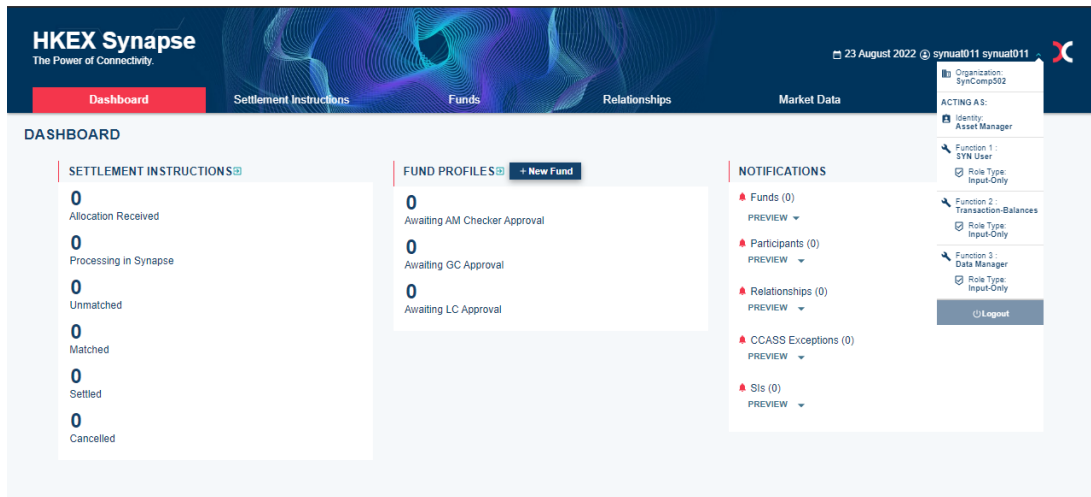 HKEX Synapse
The Power of Connectivity.
23 August 2022 synuat011 synuat011
Dashboard
Settlement Instructions
Funds
Relationships
Market Data
Organization:
SynComp502
ACTING AS:
Identity:
Asset Manager
Function 1 :
SYN User
Role Type:
Input-Only
Function 2 :
Transaction-Balances
Role Type:
Input-Only
Function 3 :
Data Manager
Role Type:
Input-Only
Logout
DASHBOARD
SETTLEMENT INSTRUCTIONS
0
Allocation Received
0
Processing in Synapse
0
Unmatched
0
Matched
0
Settled
0
Cancelled
FUND PROFILES
+ New Fund
0
Awaiting AM Checker Approval
0
Awaiting GC Approval
0
Awaiting LC Approval
NOTIFICATIONS
Funds (0)
PREVIEW
Participants (0)
PREVIEW
Relationships (0)
PREVIEW
CCASS Exceptions (0)
PREVIEW
SIs (0)
PREVIEW